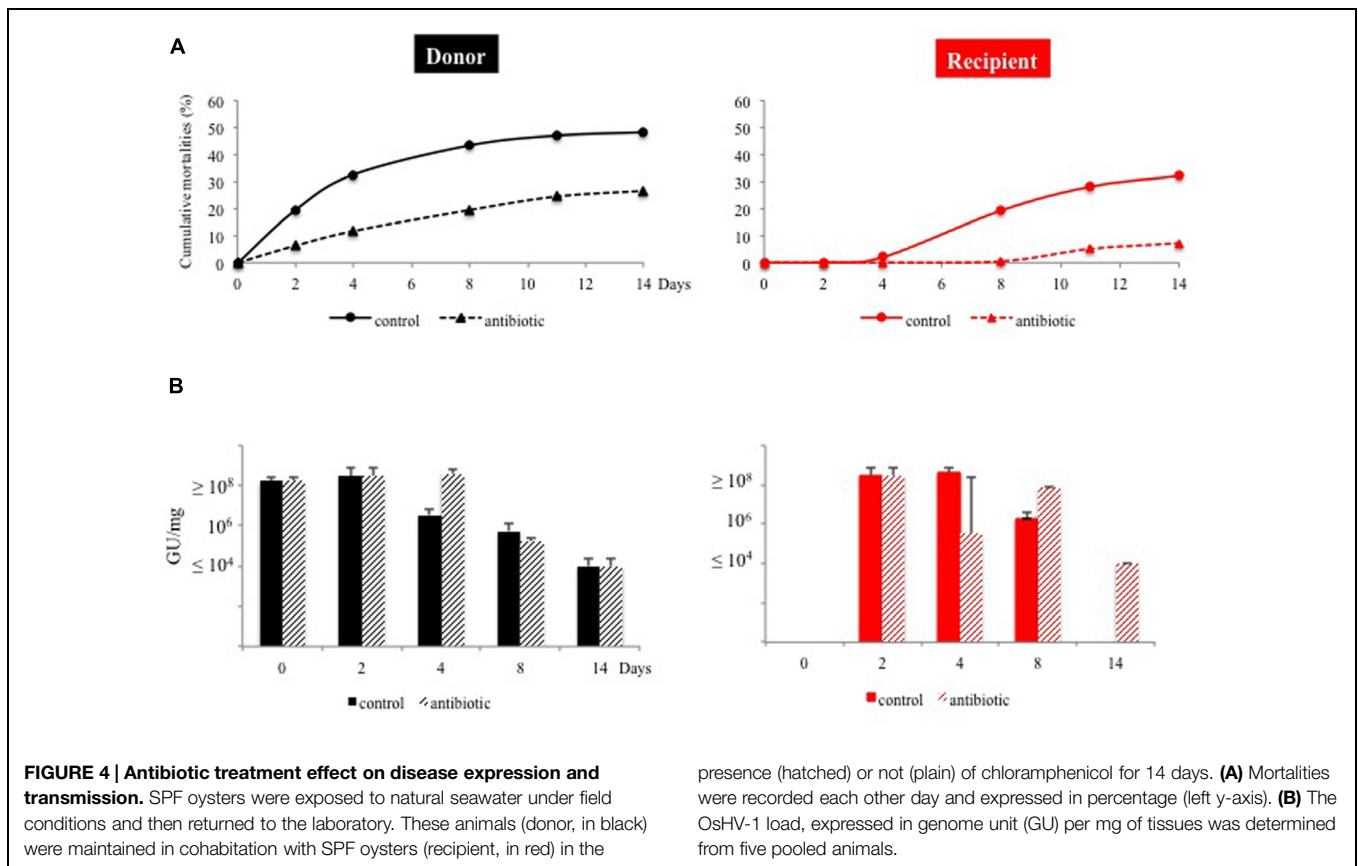 A
Donor
Recipient
Cumulative mortalities (%)
60
50
40
30
20
10
0
0 2 4 6 8 10 12 14 Days
control antibiotic
60
50
40
30
20
10
0
0 2 4 6 8 10 12 14
control antibiotic
B
GU/mg
≥ 10⁸
10⁶
≤ 10⁴
0 2 4 8 14 Days
control antibiotic
≥ 10⁸
10⁶
≤ 10⁴
0 2 4 8 14
control antibiotic
FIGURE 4 | Antibiotic treatment effect on disease expression and
transmission. SPF oysters were exposed to natural seawater under field
conditions and then returned to the laboratory. These animals (donor, in black)
were maintained in cohabitation with SPF oysters (recipient, in red) in the
presence (hatched) or not (plain) of chloramphenicol for 14 days. (A) Mortalities
were recorded each other day and expressed in percentage (left y-axis). (B) The
OsHV-1 load, expressed in genome unit (GU) per mg of tissues was determined
from five pooled animals.